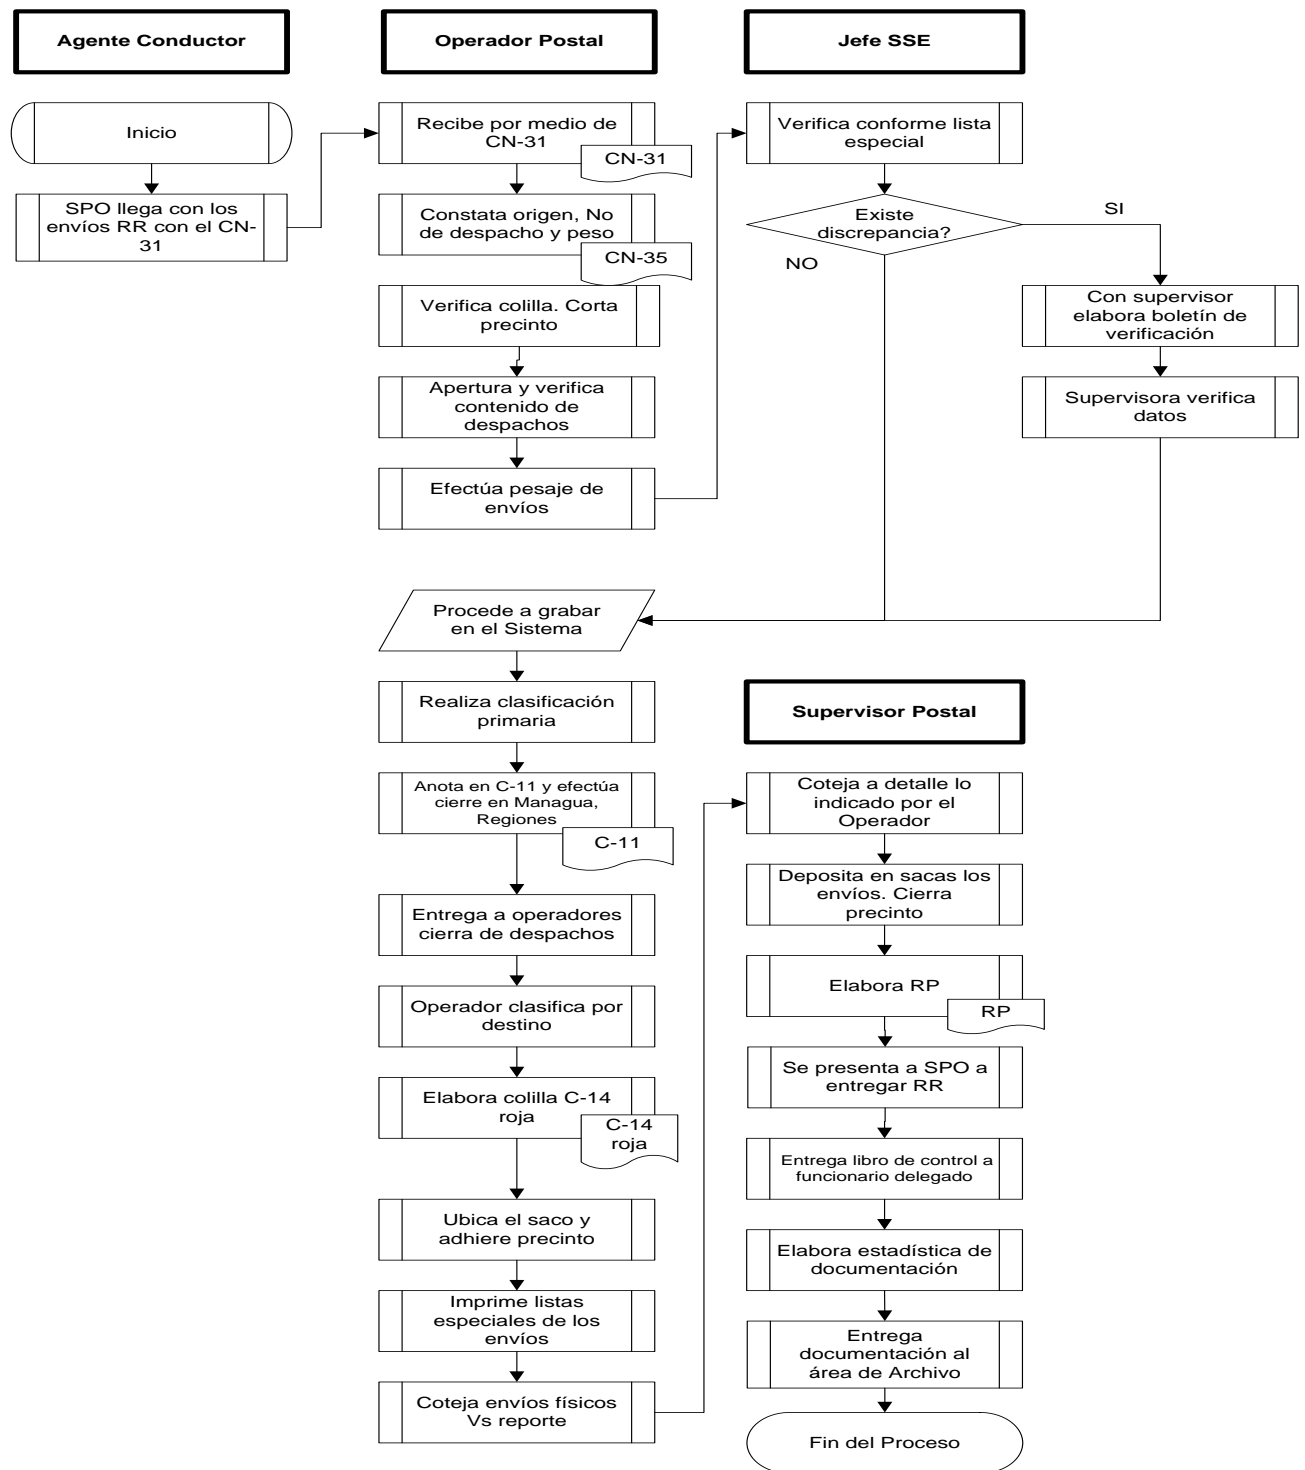 Agente Conductor
Operador Postal
Jefe SSE
Inicio
SPO llega con los
envíos RR con el CN-
31
Recibe por medio de
CN-31
CN-31
Constata origen, No
de despacho y peso
CN-35
Verifica colilla. Corta
precinto
Apertura y verifica
contenido de
despachos
Efectúa pesaje de
envíos
Verifica conforme lista
especial
Existe
discrepancia?
SI
NO
Con supervisor
elabora boletín de
verificación
Supervisora verifica
datos
Procede a grabar
en el Sistema
Realiza clasificación
primaria
Anota en C-11 y efectúa
cierre en Managua,
Regiones
C-11
Entrega a operadores
cierra de despachos
Operador clasifica por
destino
Elabora colilla C-14
roja
C-14
roja
Ubica el saco y
adhiere precinto
Imprime listas
especiales de los
envíos
Coteja envíos físicos
Vs reporte
Supervisor Postal
Coteja a detalle lo
indicado por el
Operador
Deposita en sacas los
envíos. Cierra
precinto
Elabora RP
RP
Se presenta a SPO a
entregar RR
Entrega libro de control a
funcionario delegado
Elabora estadística de
documentación
Entrega
documentación al
área de Archivo
Fin del Proceso